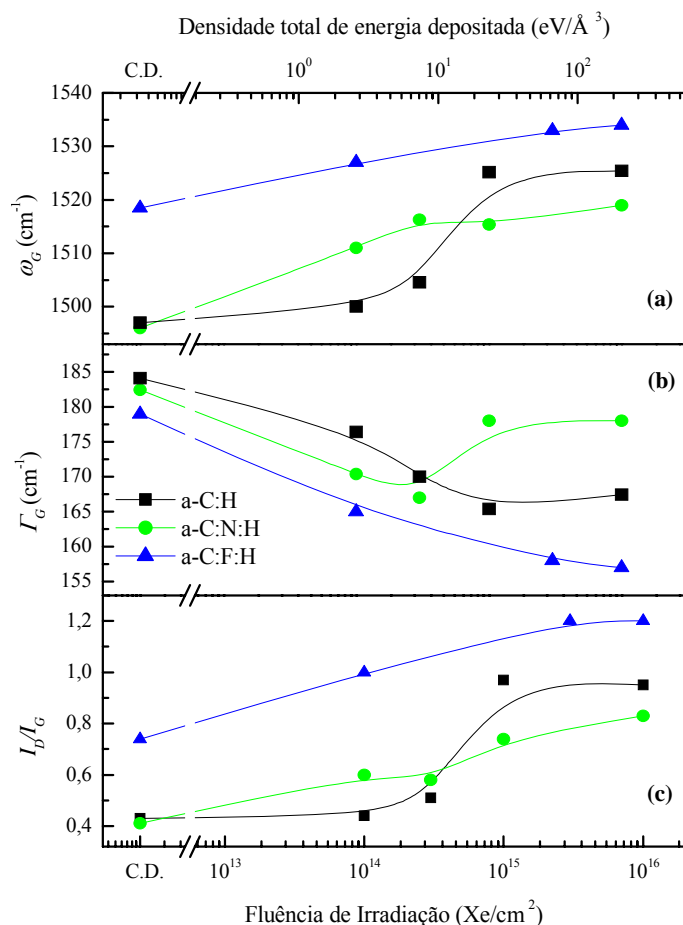 Densidade total de energia depositada (eV/Å³)
C.D. 10⁰ 10¹ 10²
1540
1530
1520
1510
1500
ω_G (cm⁻¹)
(a)
185
180
175
170
165
160
155
Γ_G (cm⁻¹)
(b)
a-C:H
a-C:N:H
a-C:F:H
1,2
1,0
0,8
0,6
0,4
I_D/I_G
(c)
C.D. 10¹³ 10¹⁴ 10¹⁵ 10¹⁶
Fluência de Irradiação (Xe/cm²)